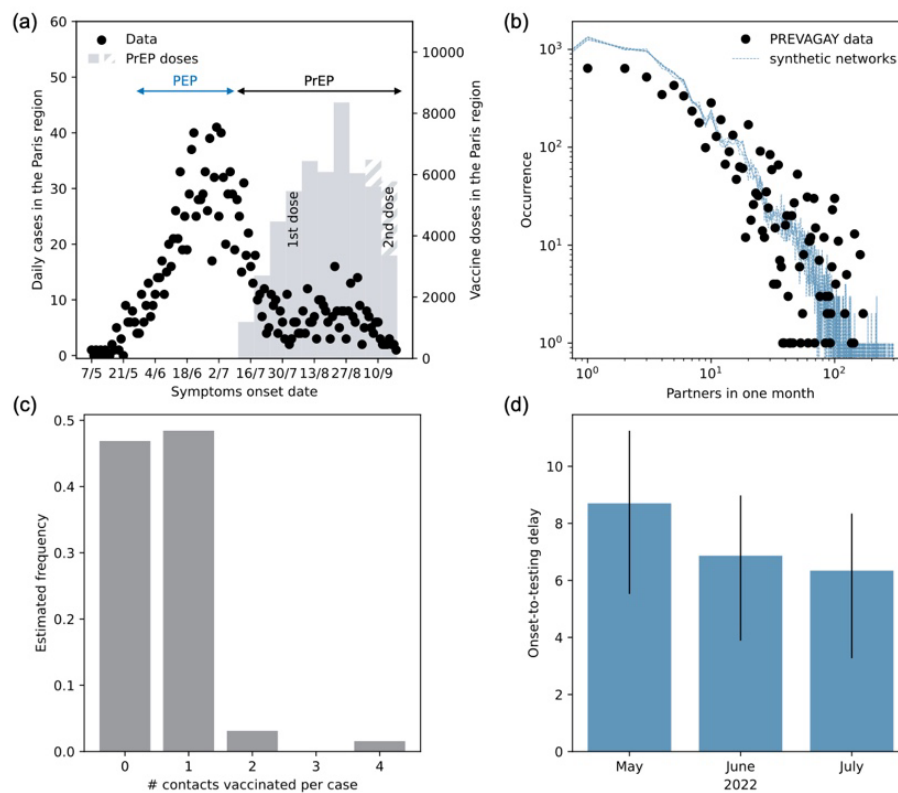 (a)
60
50
40
30
20
10
0
Daily cases in the Paris region
Data
PrEP doses
PEP
PrEP
1st dose
2nd dose
10000
8000
6000
4000
2000
0
Vaccine doses in the Paris region
7/5 21/5 4/6 18/6 2/7 16/7 30/7 13/8 27/8 10/9
Symptoms onset date
(b)
PREVAGAY data
synthetic networks
10³
10²
10¹
10⁰
Occurrence
10⁰ 10¹ 10²
Partners in one month
(c)
0.5
0.4
0.3
0.2
0.1
0.0
Estimated frequency
0 1 2 3 4
# contacts vaccinated per case
(d)
10
8
6
4
2
0
Onset-to-testing delay
May June July
2022